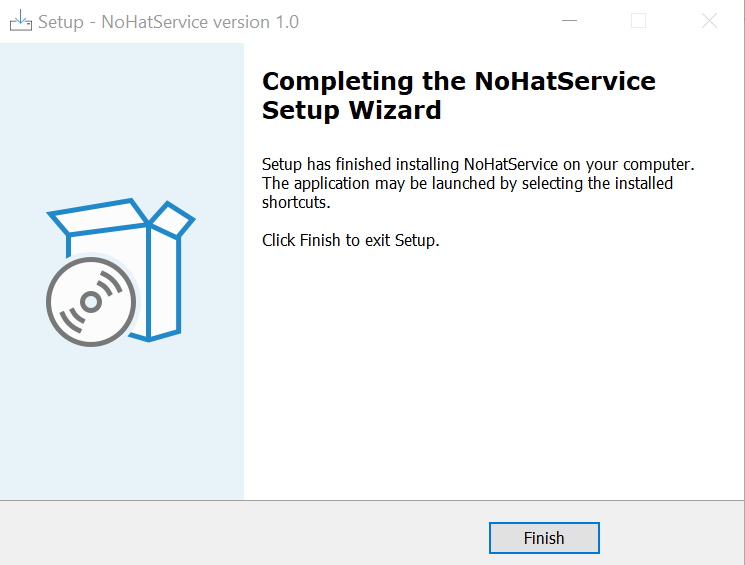 Setup - NoHatService version 1.0
Completing the NoHatService
Setup Wizard
Setup has finished installing NoHatService on your computer.
The application may be launched by selecting the installed
shortcuts.
Click Finish to exit Setup.
Finish